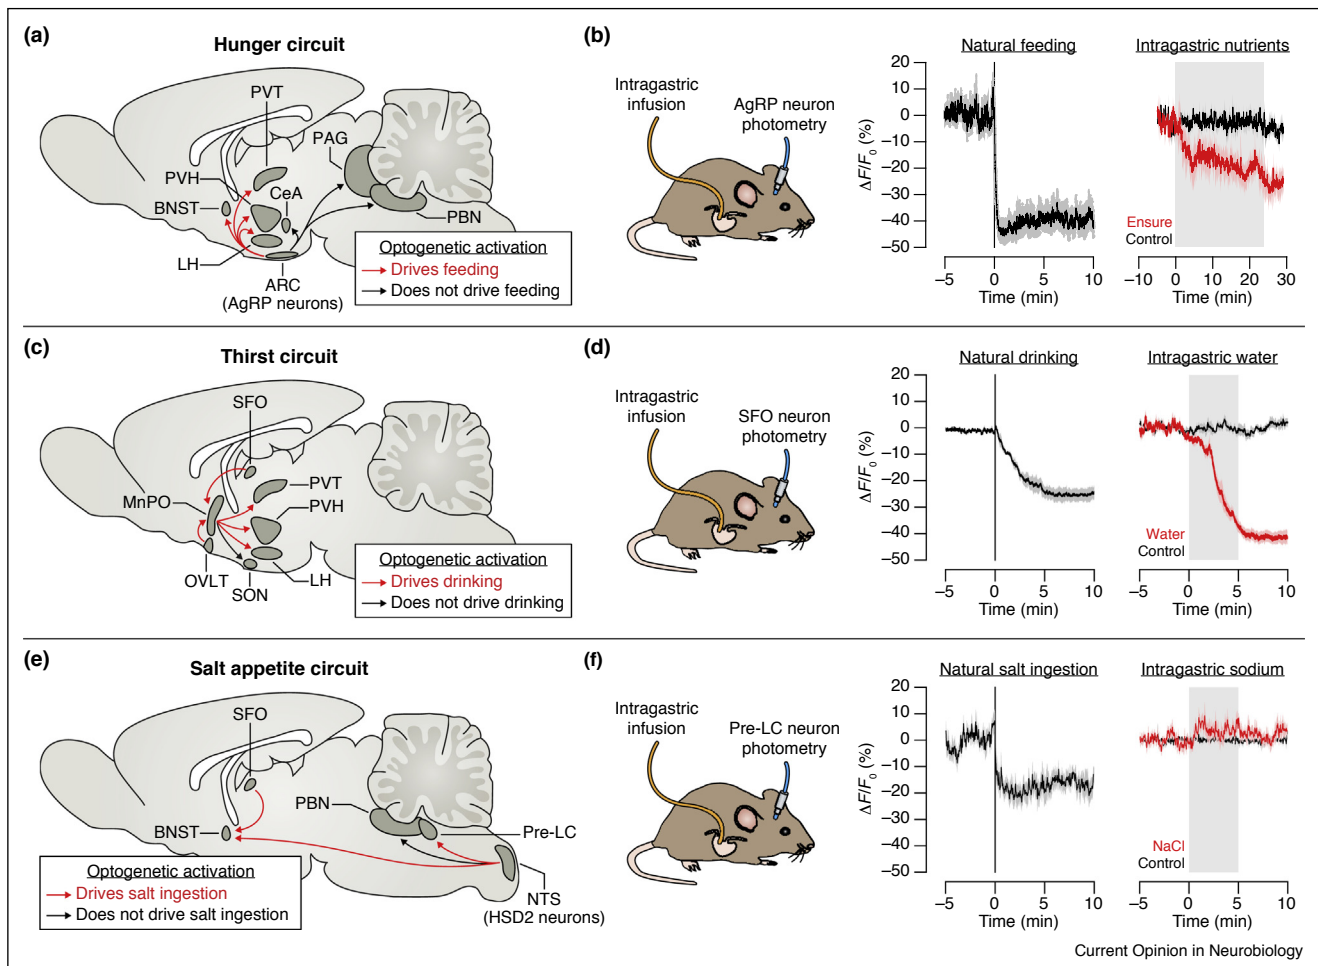 (a)
Hunger circuit
PVT
PAG
PVH
CeA
BNST
PBN
LH
ARC
(AgRP neurons)
Optogenetic activation
Drives feeding
Does not drive feeding
(b)
Intragastric
infusion
AgRP neuron
photometry
Natural feeding
ΔF/F0 (%)
20
10
0
–10
–20
–30
–40
–50
–5 0 5 10
Time (min)
Intragastric nutrients
Ensure
Control
–10 0 10 20 30
Time (min)
(c)
Thirst circuit
SFO
PVT
MnPO
PVH
OVLT
SON
LH
Optogenetic activation
Drives drinking
Does not drive drinking
(d)
Intragastric
infusion
SFO neuron
photometry
Natural drinking
ΔF/F0 (%)
20
10
0
–10
–20
–30
–40
–50
–5 0 5 10
Time (min)
Intragastric water
Water
Control
–5 0 5 10
Time (min)
(e)
Salt appetite circuit
SFO
PBN
BNST
Pre-LC
NTS
(HSD2 neurons)
Optogenetic activation
Drives salt ingestion
Does not drive salt ingestion
(f)
Intragastric
infusion
Pre-LC neuron
photometry
Natural salt ingestion
ΔF/F0 (%)
20
10
0
–10
–20
–30
–40
–50
–5 0 5 10
Time (min)
Intragastric sodium
NaCl
Control
–5 0 5 10
Time (min)
Current Opinion in Neurobiology